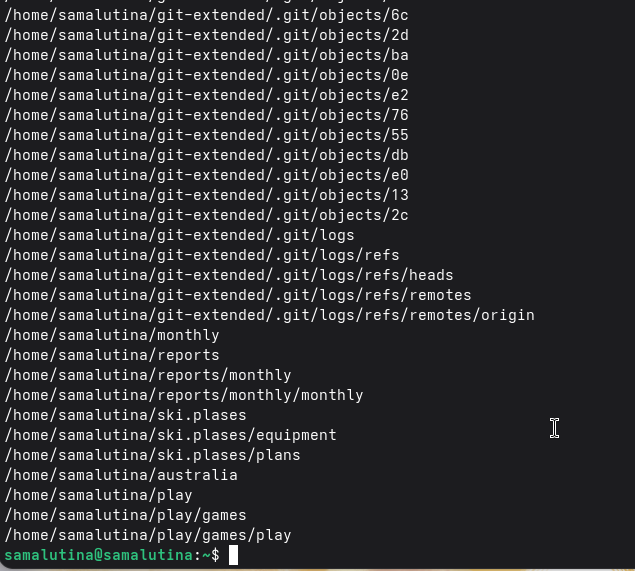 /home/samalutina/git-extended/.git/objects/6c
/home/samalutina/git-extended/.git/objects/2d
/home/samalutina/git-extended/.git/objects/ba
/home/samalutina/git-extended/.git/objects/0e
/home/samalutina/git-extended/.git/objects/e2
/home/samalutina/git-extended/.git/objects/76
/home/samalutina/git-extended/.git/objects/55
/home/samalutina/git-extended/.git/objects/db
/home/samalutina/git-extended/.git/objects/e0
/home/samalutina/git-extended/.git/objects/13
/home/samalutina/git-extended/.git/objects/2c
/home/samalutina/git-extended/.git/logs
/home/samalutina/git-extended/.git/logs/refs
/home/samalutina/git-extended/.git/logs/refs/heads
/home/samalutina/git-extended/.git/logs/refs/remotes
/home/samalutina/git-extended/.git/logs/refs/remotes/origin
/home/samalutina/monthly
/home/samalutina/reports
/home/samalutina/reports/monthly
/home/samalutina/reports/monthly/monthly
/home/samalutina/ski.plases
/home/samalutina/ski.plases/equipment
/home/samalutina/ski.plases/plans
/home/samalutina/australia
/home/samalutina/play
/home/samalutina/play/games
/home/samalutina/play/games/play
samalutina@samalutina:~$